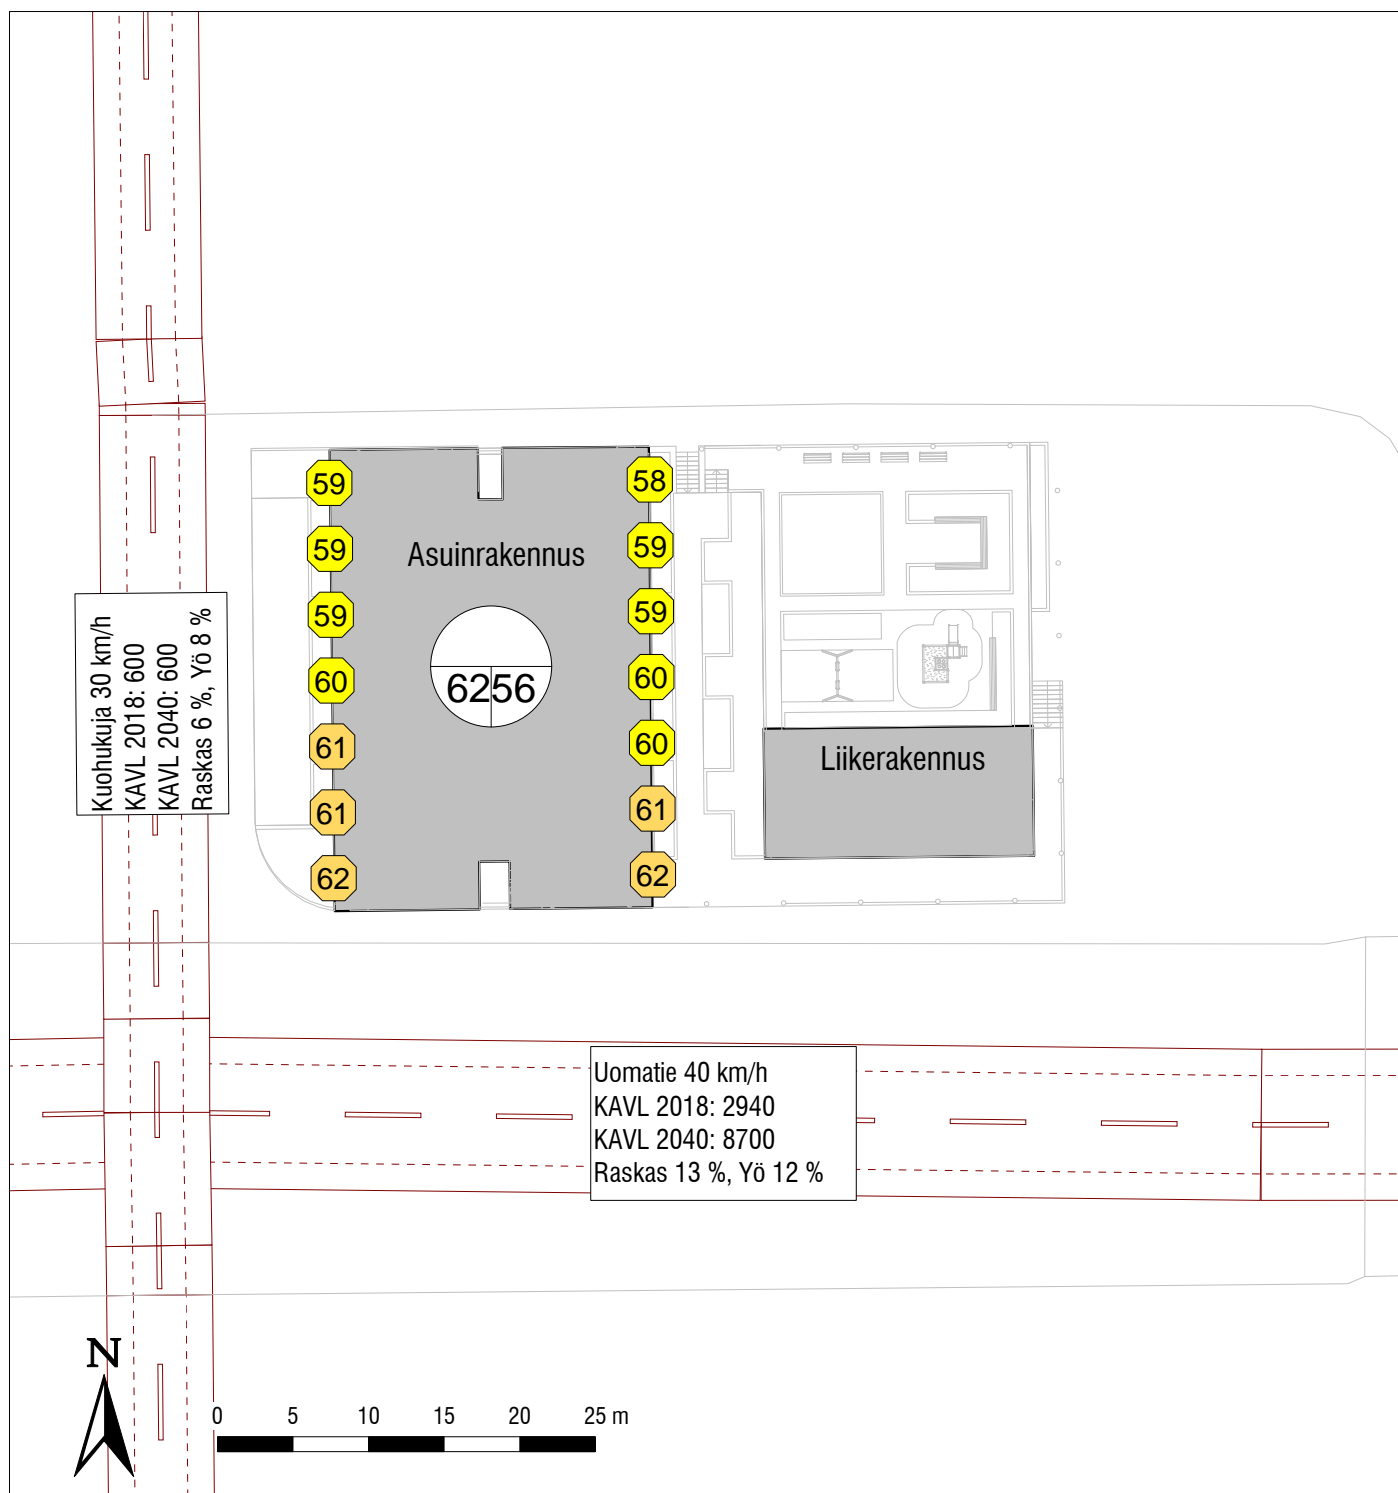 59
58
59
Asuinrakennus
59
59
59
60
62 56
60
Kuohukuja 30 km/h
KAVL 2018: 600
KAVL 2040: 600
Raskas 6 %, Yö 8 %
61
60
Liikerakennus
61
61
62
62
Uomatie 40 km/h
KAVL 2018: 2940
KAVL 2040: 8700
Raskas 13 %, Yö 12 %
N
0 5 10 15 20 25 m